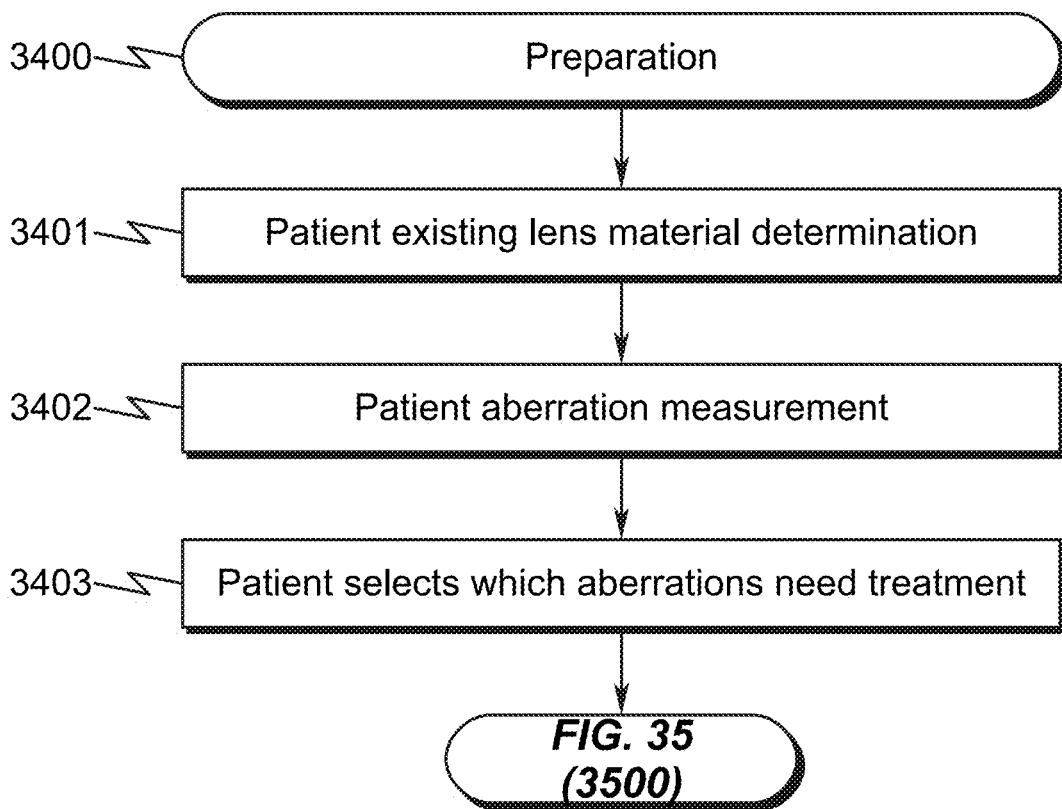 3400 Preparation
3401 Patient existing lens material determination
3402 Patient aberration measurement
3403 Patient selects which aberrations need treatment
FIG. 35
(3500)